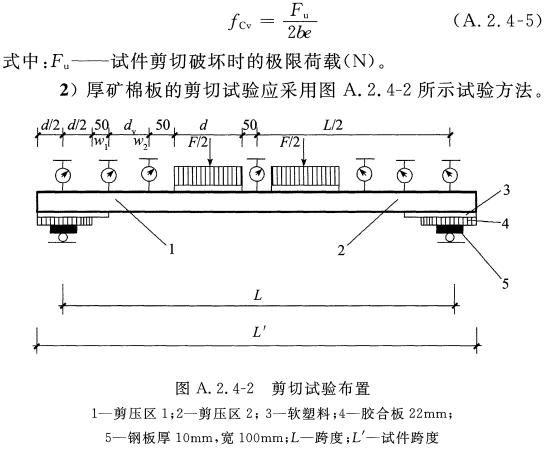 f_Cv = F_u / 2be (A.2.4-5)
式中:F_u——试件剪切破坏时的极限荷载(N)。
2）厚矿棉板的剪切试验应采用图 A.2.4-2 所示试验方法。
d/2 d/2 50 d_v 50 d 50 L/2
w_1 w_2 F/2 F/2
3
4
1 2
5
L
L′
图 A.2.4-2 剪切试验布置
1—剪压区 1;2—剪压区 2; 3—软塑料;4—胶合板 22mm;
5—钢板厚 10mm,宽 100mm;L—跨度;L′—试件跨度